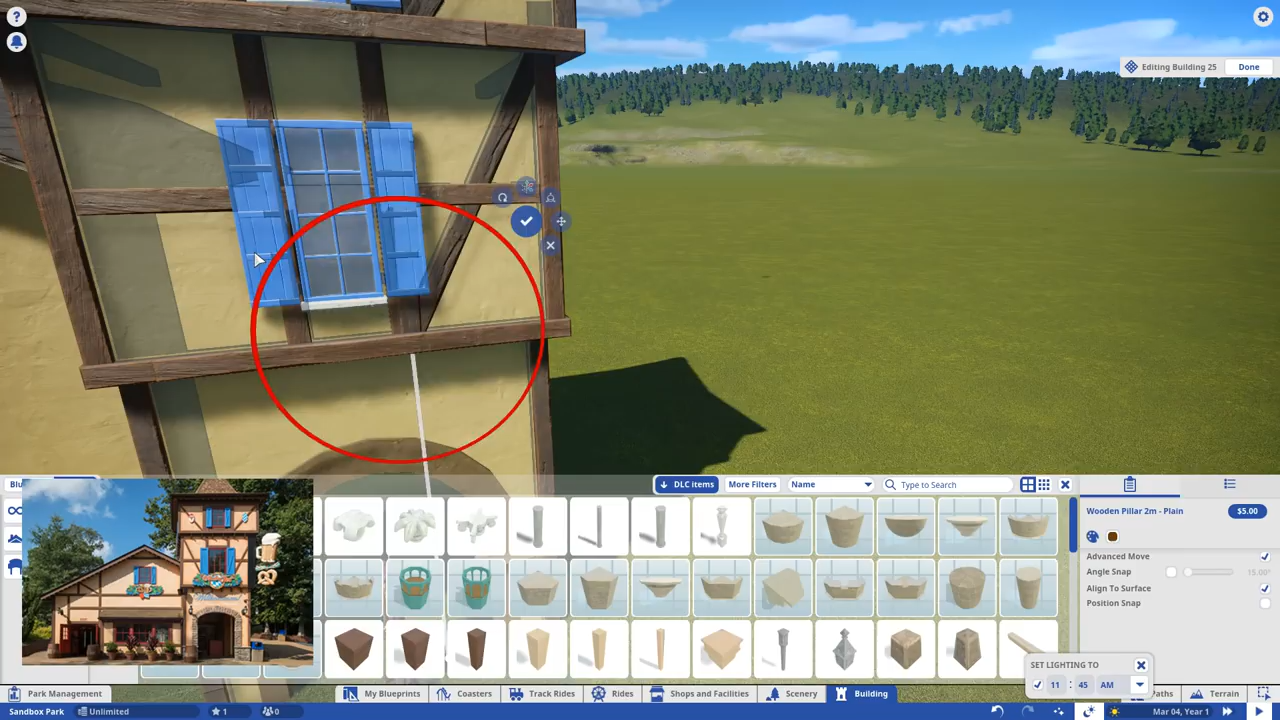 ?
Editing Building 25
Done
Blu
DLC items
More Filters
Name
Type to Search
Wooden Pillar 2m - Plain
$5.00
Advanced Move
Angle Snap
15.00°
Align To Surface
Position Snap
SET LIGHTING TO
11 : 45 AM
Park Management
My Blueprints
Coasters
Track Rides
Rides
Shops and Facilities
Scenery
Building
Paths
Terrain
Sandbox Park
Unlimited
1
0
Mar 04, Year 1